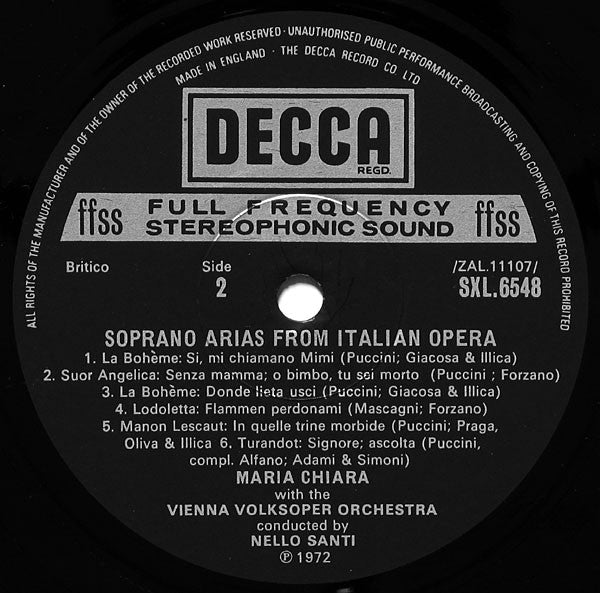 ALL RIGHTS OF THE MANUFACTURER AND OF THE OWNER OF THE RECORDED WORK RESERVED · UNAUTHORISED PUBLIC PERFORMANCE BROADCASTING AND COPYING OF THIS RECORD PROHIBITED
MADE IN ENGLAND · THE DECCA RECORD CO LTD
DECCA
REGD.
ffss FULL FREQUENCY ffss
STEREOPHONIC SOUND
Britico Side /ZAL.11107/
2 SXL.6548
SOPRANO ARIAS FROM ITALIAN OPERA
1. La Bohème: Si, mi chiamano Mimi (Puccini; Giacosa & Illica)
2. Suor Angelica: Senza mamma; o bimbo, tu sei morto (Puccini ; Forzano)
3. La Bohème: Donde lieta usci (Puccini; Giacosa & Illica)
4. Lodoletta: Flammen perdonami (Mascagni; Forzano)
5. Manon Lescaut: In quelle trine morbide (Puccini; Praga,
Oliva & Illica 6. Turandot: Signore; ascolta (Puccini,
compl. Alfano; Adami & Simoni)
MARIA CHIARA
with the
VIENNA VOLKSOPER ORCHESTRA
conducted by
NELLO SANTI
℗ 1972